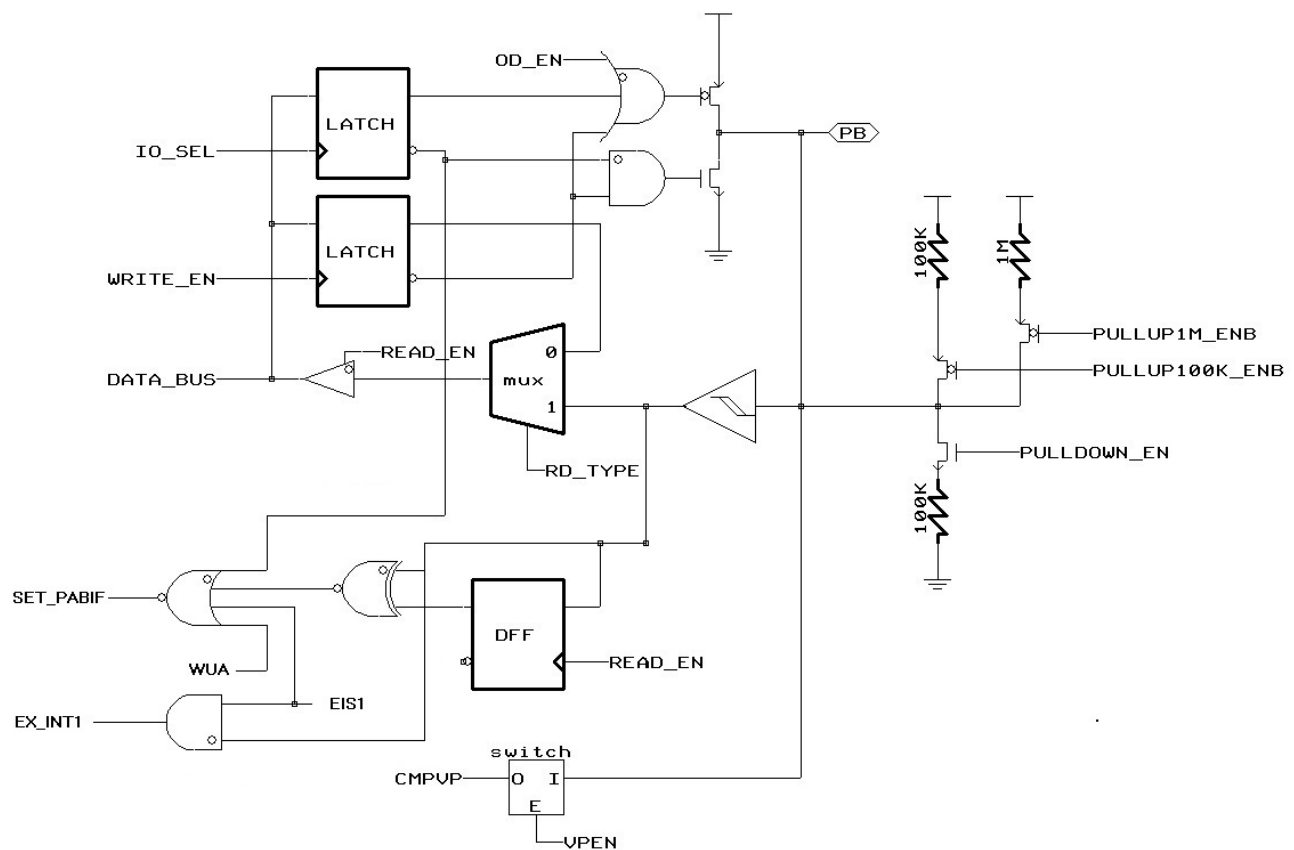 OD_EN
LATCH
PB
IO_SEL
LATCH
100K
1M
WRITE_EN
PULLUP1M_ENB
READ_EN
0
DATA_BUS
mux
PULLUP100K_ENB
1
RD_TYPE
PULLDOWN_EN
100K
SET_PABIF
DFF
WUA
READ_EN
EIS1
EX_INT1
switch
CMPVP
O I
E
VPEN